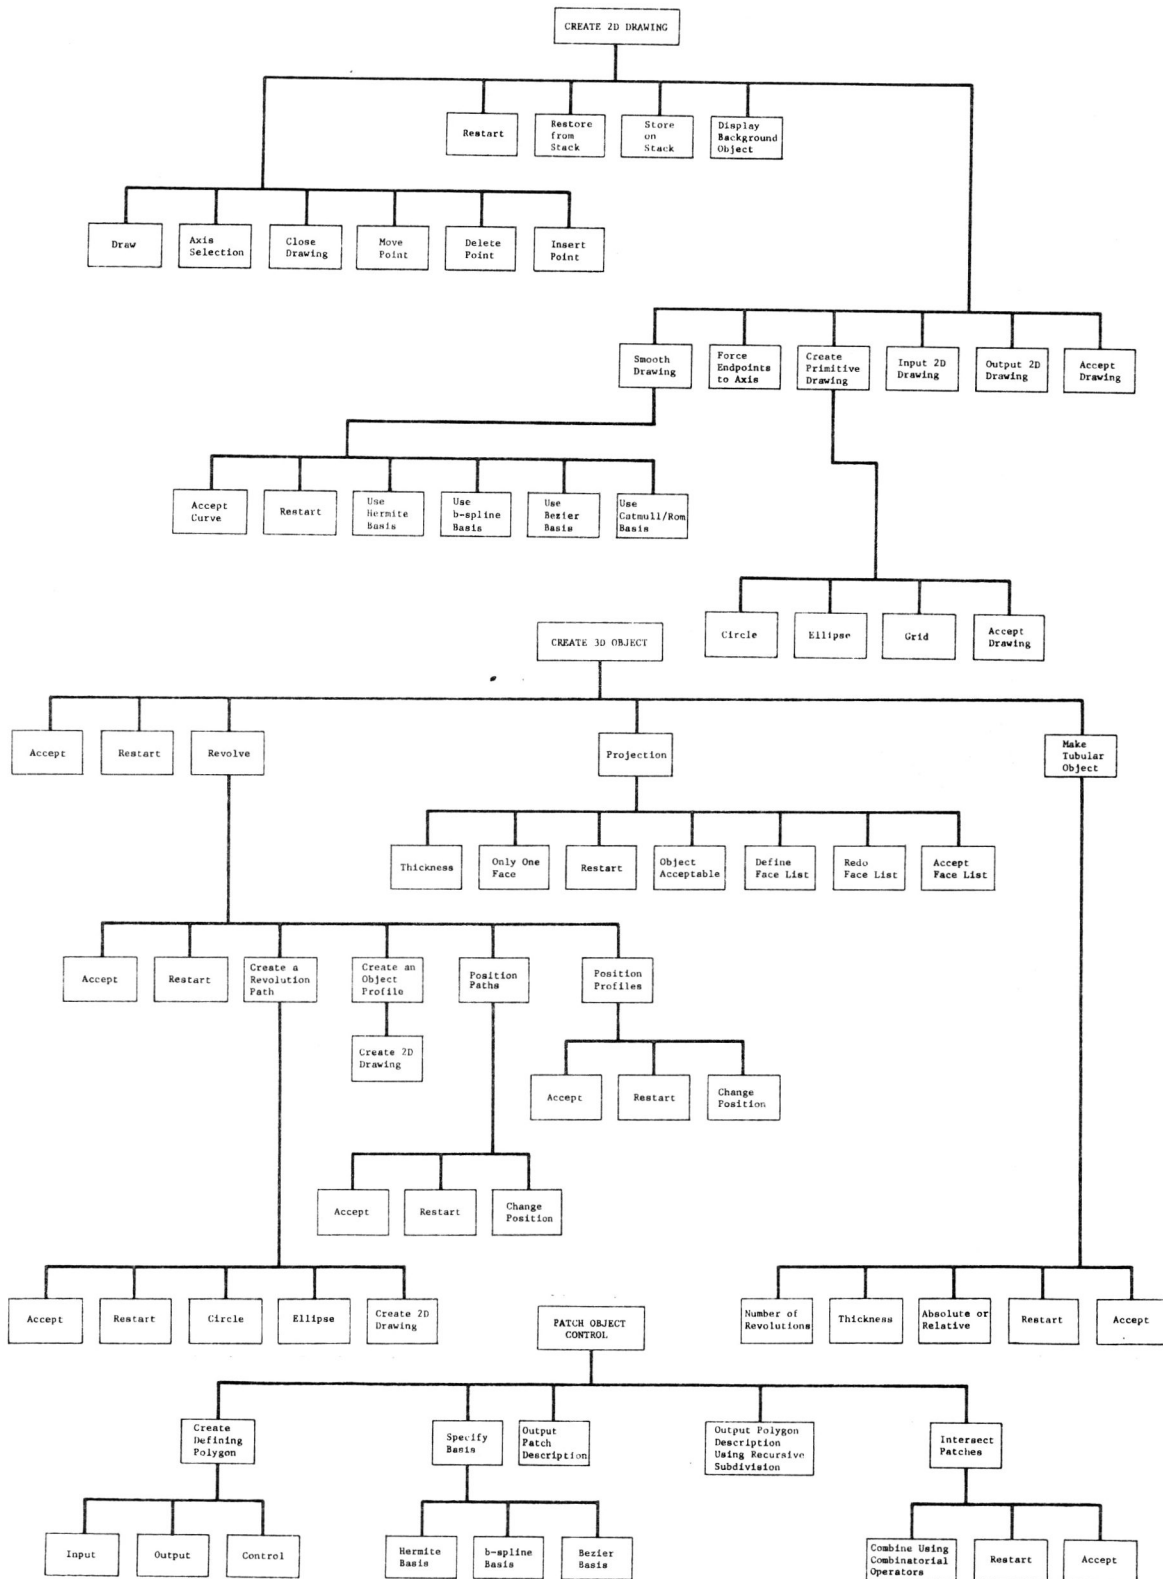 CREATE 2D DRAWING
Restart
Restore
from
Stack
Store
on
Stack
Display
Background
Object
Draw
Axis
Selection
Close
Drawing
Move
Point
Delete
Point
Insert
Point
Smooth
Drawing
Force
Endpoints
to Axis
Create
Primitive
Drawing
Input 2D
Drawing
Output 2D
Drawing
Accept
Drawing
Accept
Curve
Restart
Use
Hermite
Basis
Use
b-spline
Basis
Use
Bezier
Basis
Use
Catmull/Rom
Basis
Circle
Ellipse
Grid
Accept
Drawing
CREATE 3D OBJECT
Accept
Restart
Revolve
Projection
Make
Tubular
Object
Thickness
Only One
Face
Restart
Object
Acceptable
Define
Face List
Redo
Face List
Accept
Face List
Accept
Restart
Create a
Revolution
Path
Create an
Object
Profile
Position
Paths
Position
Profiles
Create 2D
Drawing
Accept
Restart
Change
Position
Accept
Restart
Change
Position
Accept
Restart
Circle
Ellipse
Create 2D
Drawing
Number of
Revolutions
Thickness
Absolute or
Relative
Restart
Accept
PATCH OBJECT
CONTROL
Create
Defining
Polygon
Specify
Basis
Output
Patch
Description
Output Polygon
Description
Using Recursive
Subdivision
Intersect
Patches
Input
Output
Control
Hermite
Basis
b-spline
Basis
Bezier
Basis
Combine Using
Combinatorial
Operators
Restart
Accept